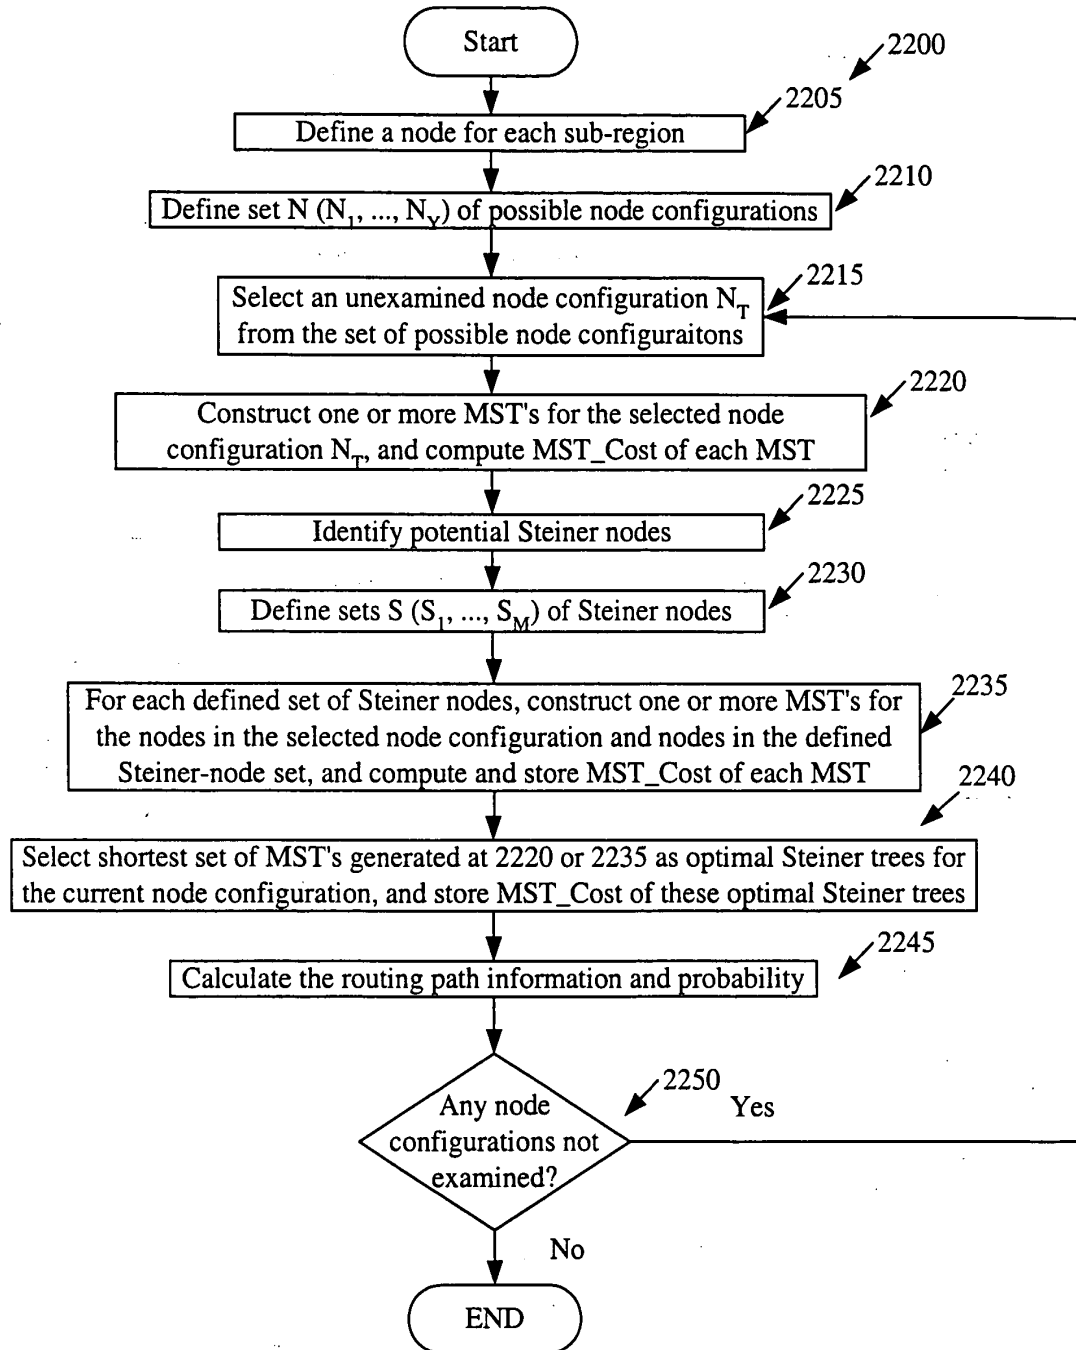 Start
2200
2205
Define a node for each sub-region
2210
Define set N (N₁, ..., N_Y) of possible node configurations
2215
Select an unexamined node configuration N_T
from the set of possible node configuraitons
2220
Construct one or more MST's for the selected node
configuration N_T, and compute MST_Cost of each MST
2225
Identify potential Steiner nodes
2230
Define sets S (S₁, ..., S_M) of Steiner nodes
2235
For each defined set of Steiner nodes, construct one or more MST's for
the nodes in the selected node configuration and nodes in the defined
Steiner-node set, and compute and store MST_Cost of each MST
2240
Select shortest set of MST's generated at 2220 or 2235 as optimal Steiner trees for
the current node configuration, and store MST_Cost of these optimal Steiner trees
2245
Calculate the routing path information and probability
2250
Yes
Any node
configurations not
examined?
No
END